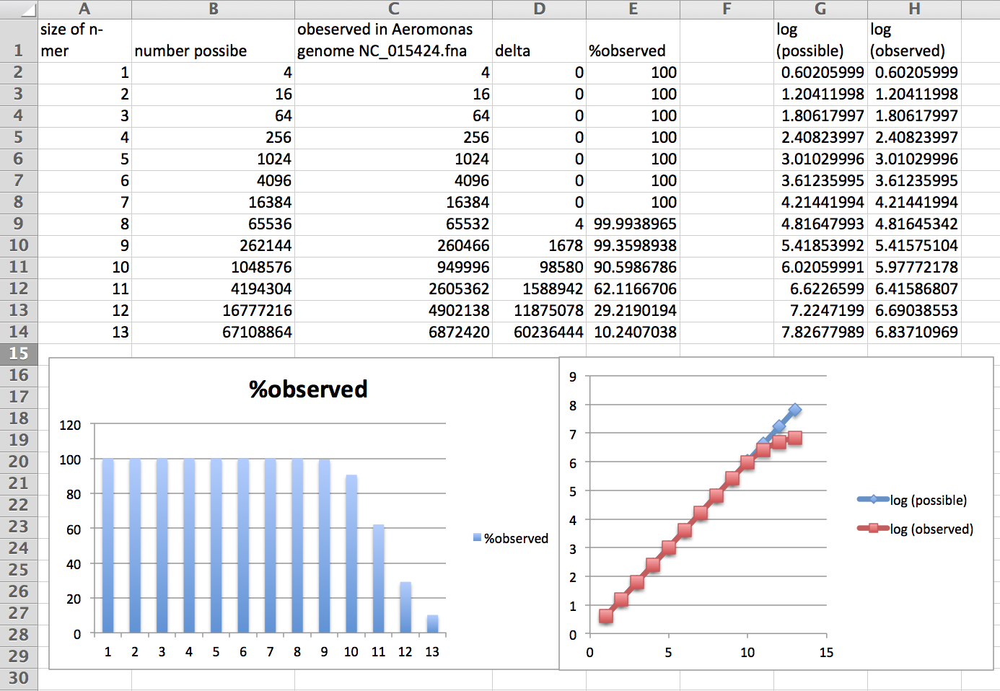 A B C D E F G H
size of n- obeserved in Aeromonas log log
1 mer number possibe genome NC_015424.fna delta %observed (possible) (observed)
2 1 4 4 0 100 0.60205999 0.60205999
3 2 16 16 0 100 1.20411998 1.20411998
4 3 64 64 0 100 1.80617997 1.80617997
5 4 256 256 0 100 2.40823997 2.40823997
6 5 1024 1024 0 100 3.01029996 3.01029996
7 6 4096 4096 0 100 3.61235995 3.61235995
8 7 16384 16384 0 100 4.21441994 4.21441994
9 8 65536 65532 4 99.9938965 4.81647993 4.81645342
10 9 262144 260466 1678 99.3598938 5.41853992 5.41575104
11 10 1048576 949996 98580 90.5986786 6.02059991 5.97772178
12 11 4194304 2605362 1588942 62.1166706 6.6226599 6.41586807
13 12 16777216 4902138 11875078 29.2190194 7.2247199 6.69038553
14 13 67108864 6872420 60236444 10.2407038 7.82677989 6.83710969
15
16
17
18
19
20
21
22
23
24
25
26
27
28
29
30
%observed
120
100
80
60
40
20
0
1 2 3 4 5 6 7 8 9 10 11 12 13
%observed
9
8
7
6
5
4
3
2
1
0
0 5 10 15
log (possible)
log (observed)